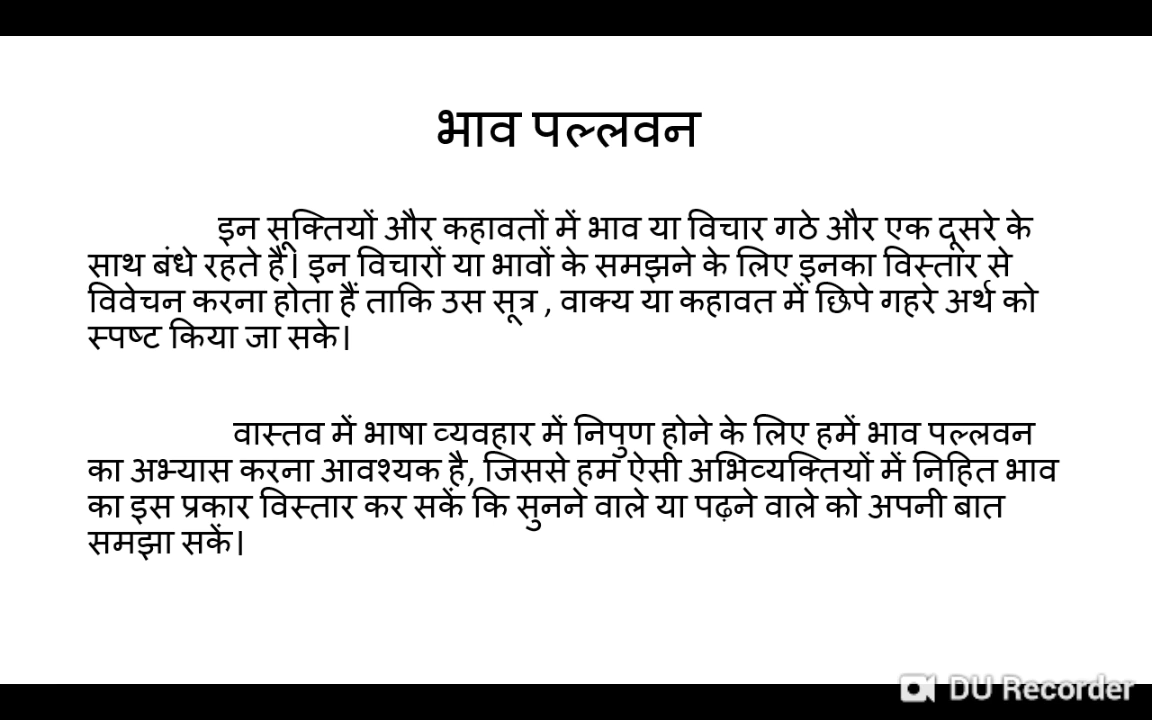 भाव पल्लवन
इन सूक्तियों और कहावतों में भाव या विचार गठे और एक दूसरे के
साथ बंधे रहते हैं। इन विचारों या भावों के समझने के लिए इनका विस्तार से
विवेचन करना होता हैं ताकि उस सूत्र , वाक्य या कहावत में छिपे गहरे अर्थ को
स्पष्ट किया जा सके।
वास्तव में भाषा व्यवहार में निपुण होने के लिए हमें भाव पल्लवन
का अभ्यास करना आवश्यक है, जिससे हम ऐसी अभिव्यक्तियों में निहित भाव
का इस प्रकार विस्तार कर सकें कि सुनने वाले या पढ़ने वाले को अपनी बात
समझा सकें।
DU Recorder